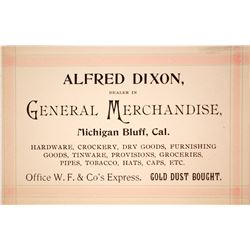 ALFRED DIXON,
DEALER IN
GENERAL MERCHANDISE,
Michigan Bluff, Cal.
HARDWARE, CROCKERY, DRY GOODS, FURNISHING
GOODS, TINWARE, PROVISIONS, GROCERIES,
PIPES, TOBACCO, HATS, CAPS, ETC.
Office W. F. & Co's Express. GOLD DUST BOUGHT.